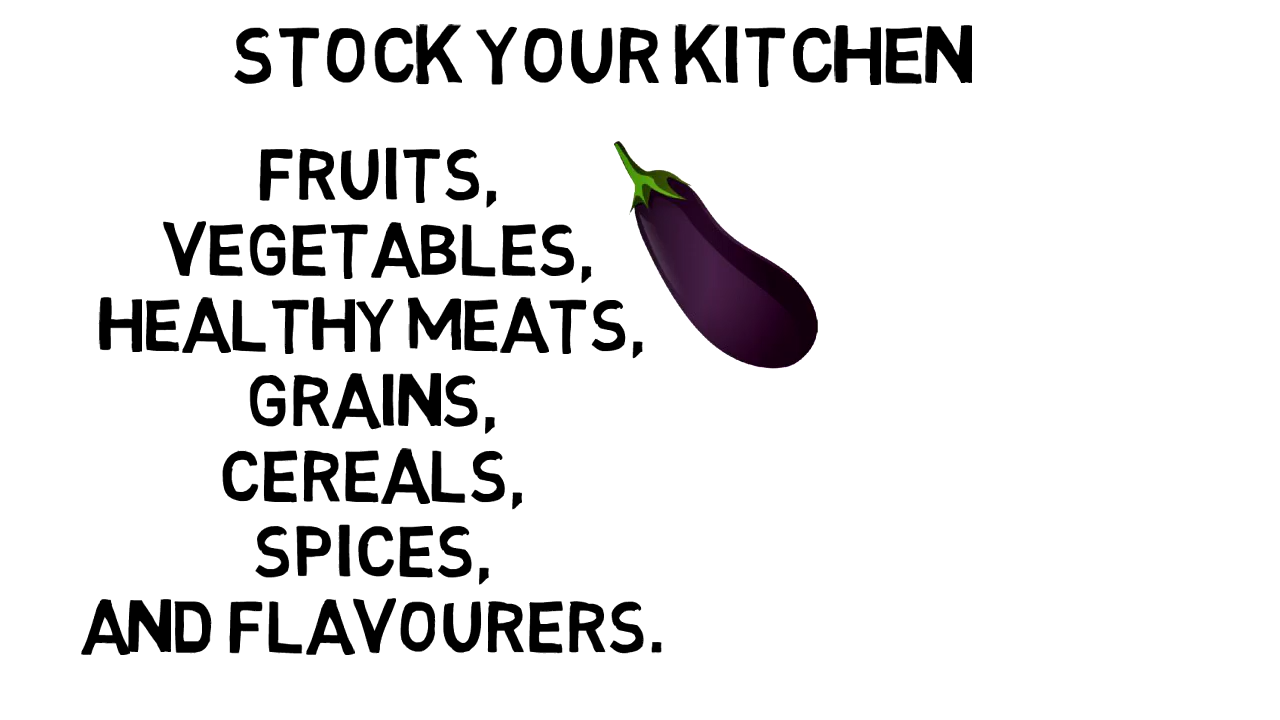 STOCK YOUR KITCHEN
FRUITS,
VEGETABLES,
HEALTHY MEATS,
GRAINS,
CEREALS,
SPICES,
AND FLAVOURERS.